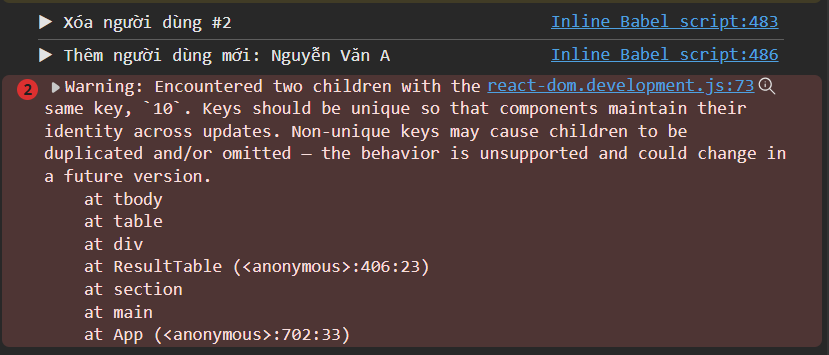 ▶ Xóa người dùng #2 Inline Babel script:483
▶ Thêm người dùng mới: Nguyễn Văn A Inline Babel script:486
2 ▶Warning: Encountered two children with the react-dom.development.js:73
same key, `10`. Keys should be unique so that components maintain their
identity across updates. Non-unique keys may cause children to be
duplicated and/or omitted — the behavior is unsupported and could change in
a future version.
at tbody
at table
at div
at ResultTable (<anonymous>:406:23)
at section
at main
at App (<anonymous>:702:33)